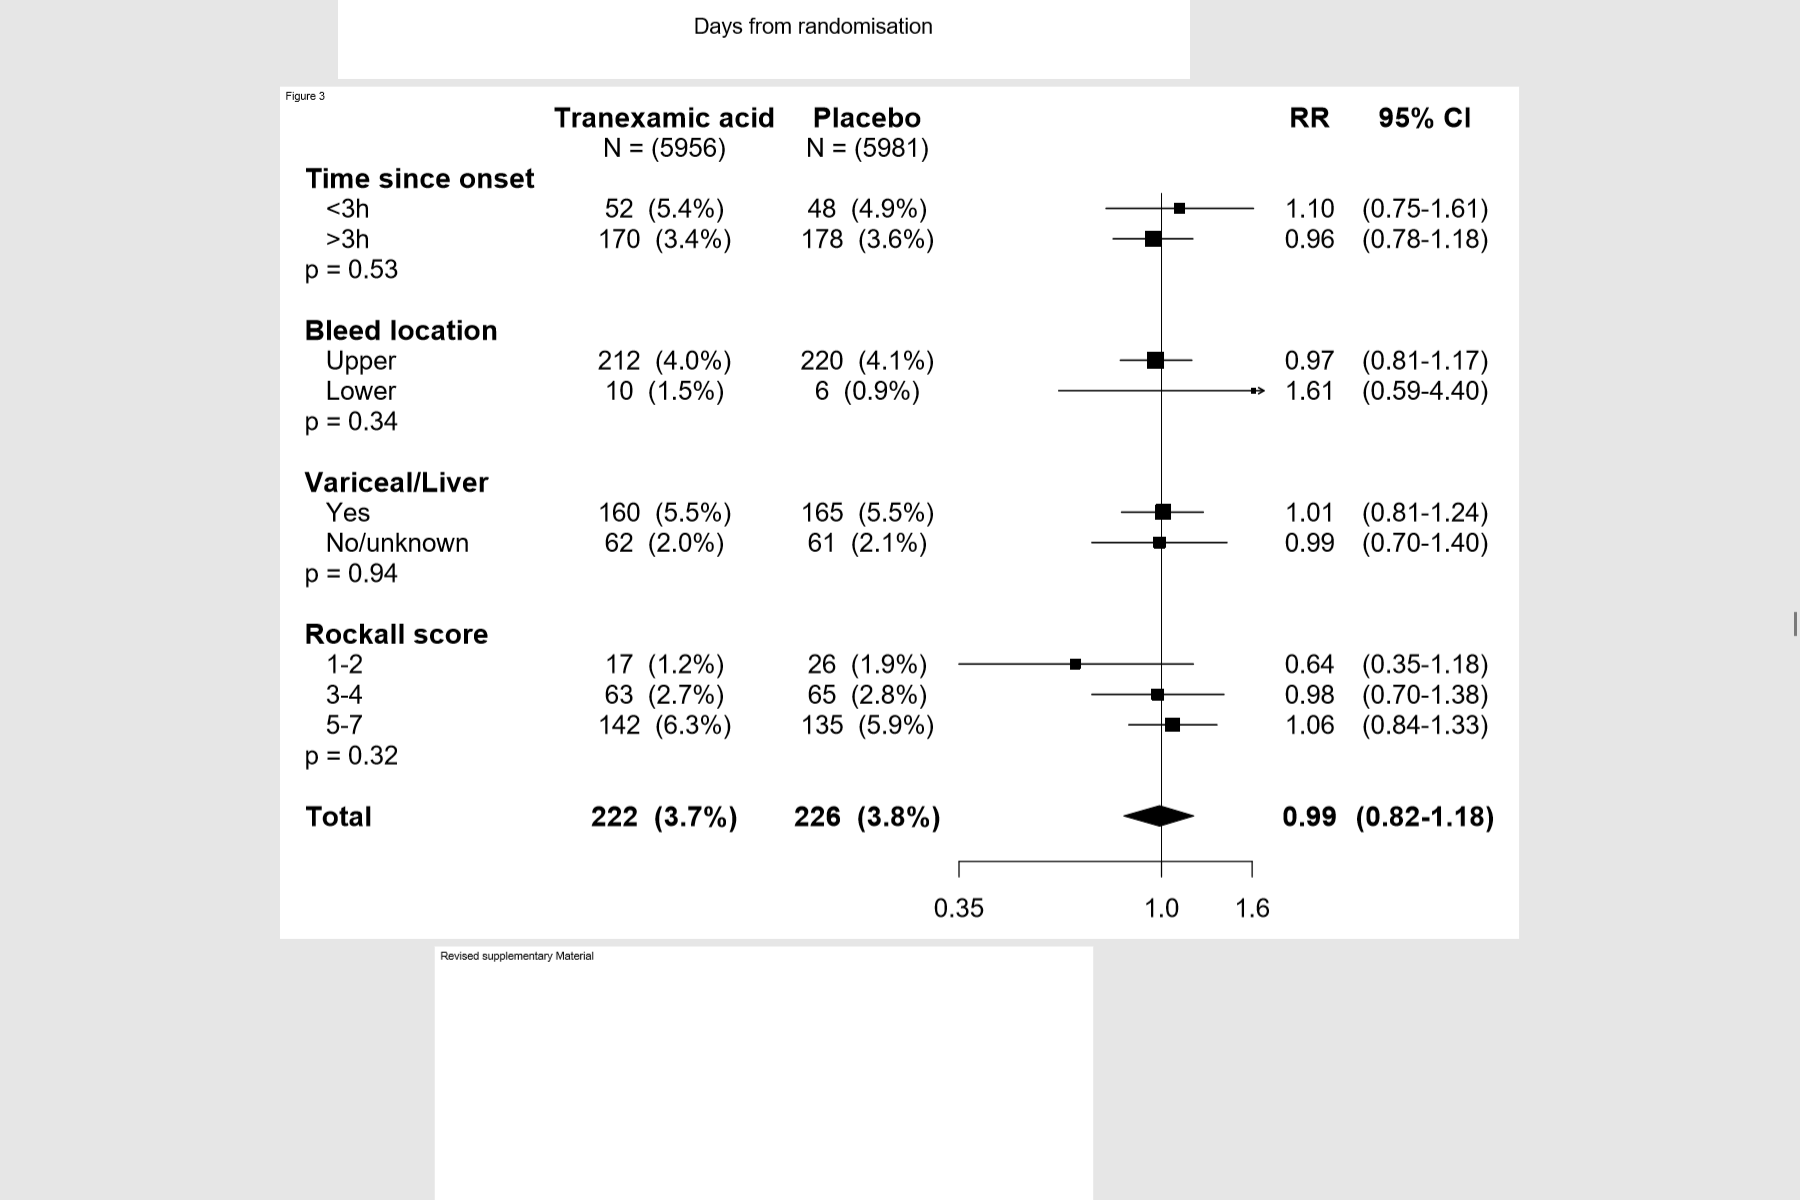 Days from randomisation
Figure 3
Tranexamic acid Placebo RR 95% CI
N = (5956) N = (5981)
Time since onset
<3h 52 (5.4%) 48 (4.9%) 1.10 (0.75-1.61)
>3h 170 (3.4%) 178 (3.6%) 0.96 (0.78-1.18)
p = 0.53
Bleed location
Upper 212 (4.0%) 220 (4.1%) 0.97 (0.81-1.17)
Lower 10 (1.5%) 6 (0.9%) 1.61 (0.59-4.40)
p = 0.34
Variceal/Liver
Yes 160 (5.5%) 165 (5.5%) 1.01 (0.81-1.24)
No/unknown 62 (2.0%) 61 (2.1%) 0.99 (0.70-1.40)
p = 0.94
Rockall score
1-2 17 (1.2%) 26 (1.9%) 0.64 (0.35-1.18)
3-4 63 (2.7%) 65 (2.8%) 0.98 (0.70-1.38)
5-7 142 (6.3%) 135 (5.9%) 1.06 (0.84-1.33)
p = 0.32
Total 222 (3.7%) 226 (3.8%) 0.99 (0.82-1.18)
0.35 1.0 1.6
Revised supplementary Material